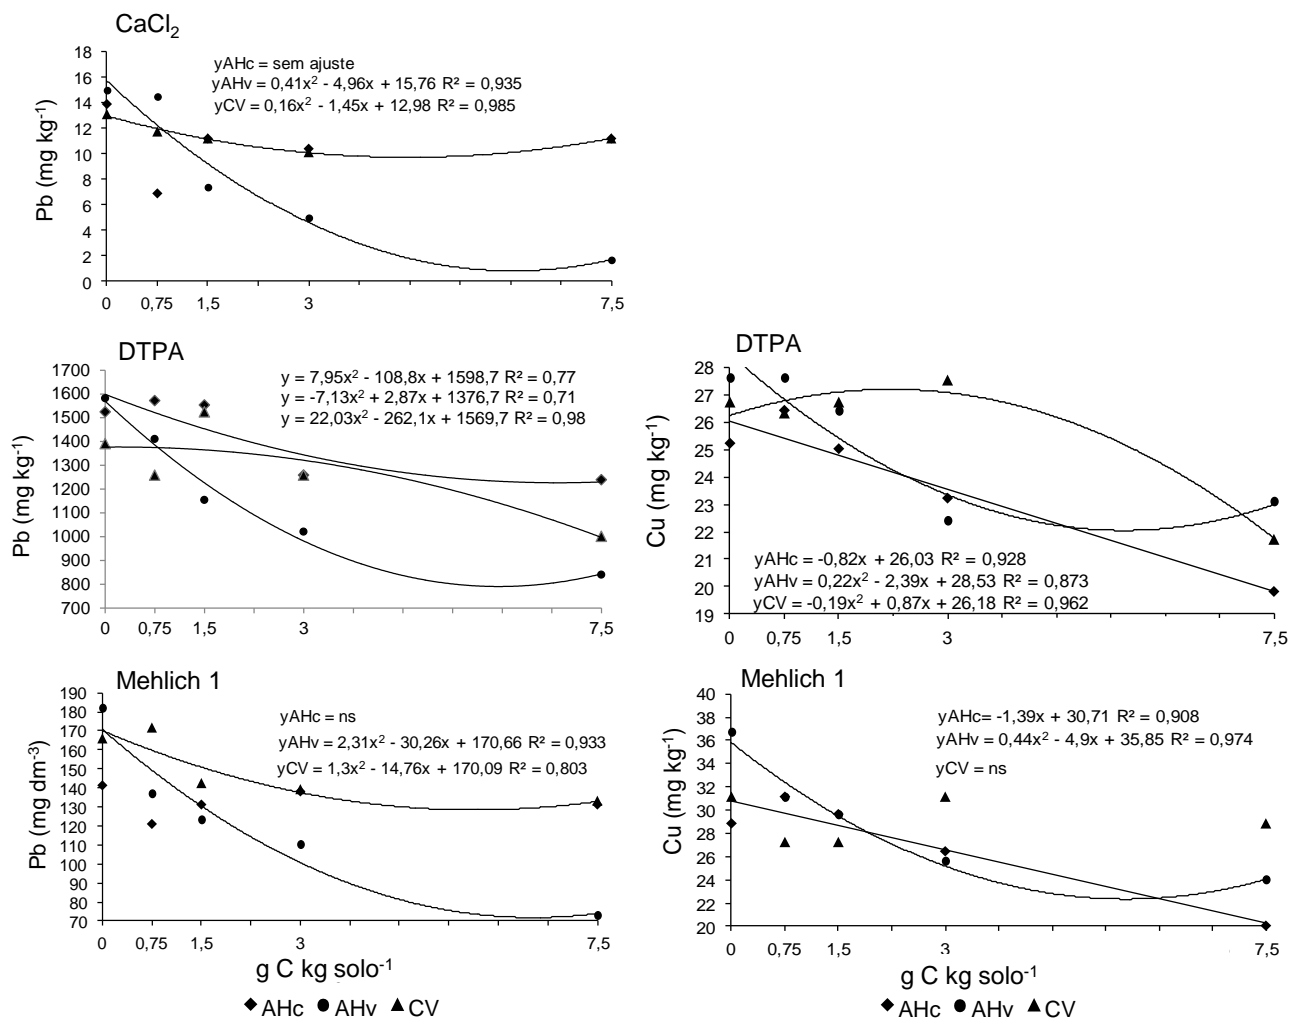 CaCl₂
18
16
14
12
10
8
6
4
2
0
Pb (mg kg⁻¹)
yAHc = sem ajuste
yAHv = 0,41x² - 4,96x + 15,76 R² = 0,935
yCV = 0,16x² - 1,45x + 12,98 R² = 0,985
0 0,75 1,5 3 7,5
DTPA
1700
1600
1500
1400
1300
1200
1100
1000
900
800
700
Pb (mg kg⁻¹)
y = 7,95x² - 108,8x + 1598,7 R² = 0,77
y = -7,13x² + 2,87x + 1376,7 R² = 0,71
y = 22,03x² - 262,1x + 1569,7 R² = 0,98
0 0,75 1,5 3 7,5
DTPA
28
27
26
25
24
23
22
21
20
19
Cu (mg kg⁻¹)
yAHc = -0,82x + 26,03 R² = 0,928
yAHv = 0,22x² - 2,39x + 28,53 R² = 0,873
yCV = -0,19x² + 0,87x + 26,18 R² = 0,962
0 0,75 1,5 3 7,5
Mehlich 1
190
180
170
160
150
140
130
120
110
100
90
80
70
Pb (mg dm⁻³)
yAHc = ns
yAHv = 2,31x² - 30,26x + 170,66 R² = 0,933
yCV = 1,3x² - 14,76x + 170,09 R² = 0,803
0 0,75 1,5 3 7,5
g C kg solo⁻¹
◆ AHc ● AHv ▲ CV
Mehlich 1
40
38
36
34
32
30
28
26
24
22
20
Cu (mg kg⁻¹)
yAHc= -1,39x + 30,71 R² = 0,908
yAHv = 0,44x² - 4,9x + 35,85 R² = 0,974
yCV = ns
0 0,75 1,5 3 7,5
g C kg solo⁻¹
◆ AHc ● AHv ▲ CV